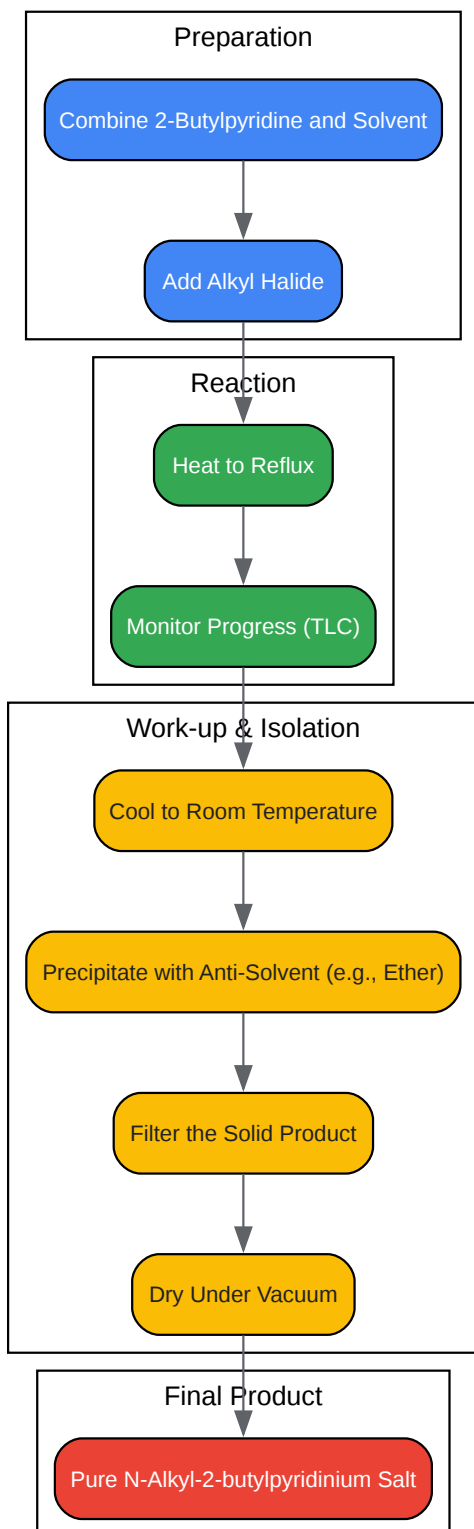 Preparation
Combine 2-Butylpyridine and Solvent
Add Alkyl Halide
Reaction
Heat to Reflux
Monitor Progress (TLC)
Work-up & Isolation
Cool to Room Temperature
Precipitate with Anti-Solvent (e.g., Ether)
Filter the Solid Product
Dry Under Vacuum
Final Product
Pure N-Alkyl-2-butylpyridinium Salt